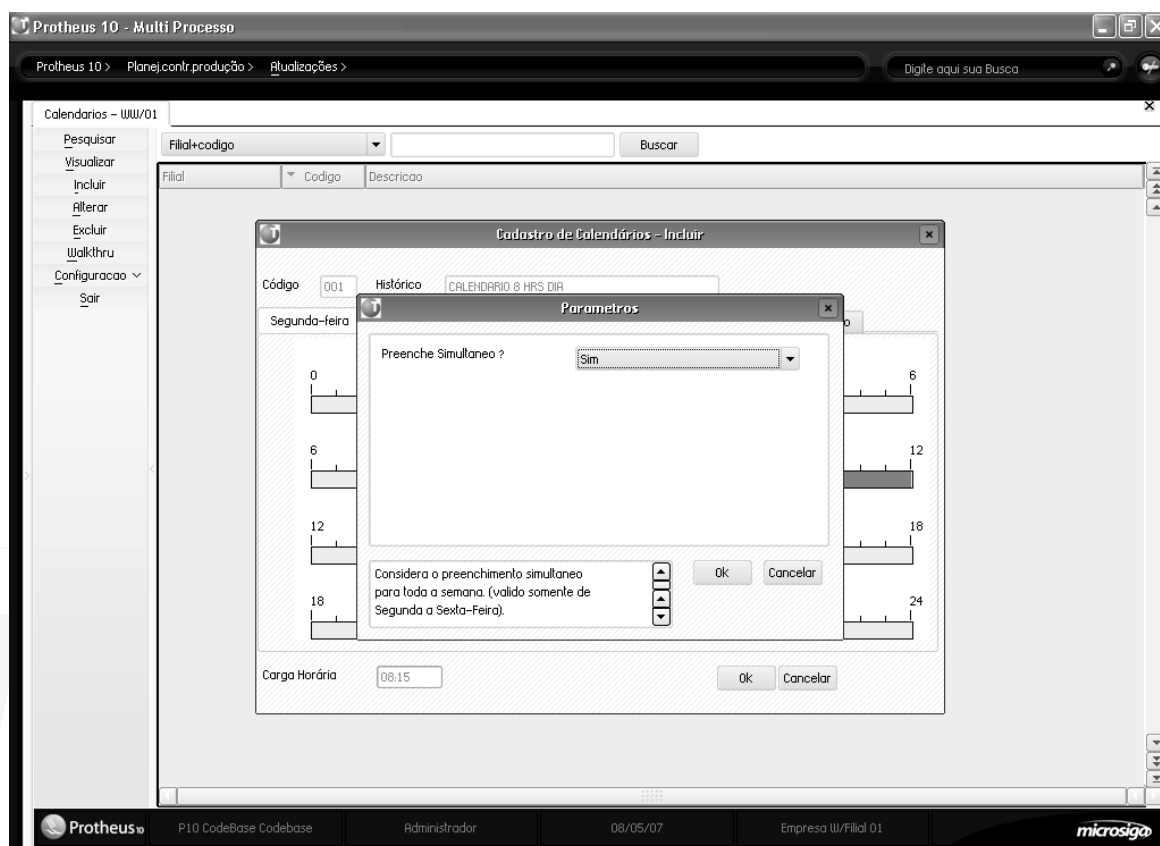 Protheus 10 - Multi Processo
Protheus 10 > Planej.contr.produção > Atualizações >
Digite aqui sua Busca
Calendarios - WW/01
Pesquisar
Visualizar
Incluir
Alterar
Excluir
Walkthru
Configuracao
Sair
Filial+codigo
Buscar
Filial Codigo Descricao
Cadastro de Calendários - Incluir
Código 001 Histórico CALENDARIO 8 HRS DIA
Segunda-feira
Parametros
Preenche Simultaneo ? Sim
0 6
6 12
12 18
18 24
Considera o preenchimento simultaneo
para toda a semana. (valido somente de
Segunda a Sexta-Feira).
Ok Cancelar
Carga Horária 08:15
Ok Cancelar
Protheus 10 P10 CodeBase Codebase Administrador 08/05/07 Empresa W/Filial 01 microsiga